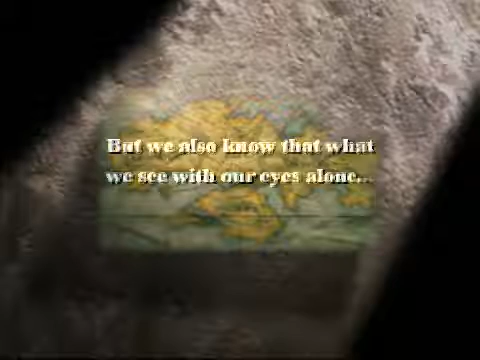 But we also know that what
we see with our eyes alone...